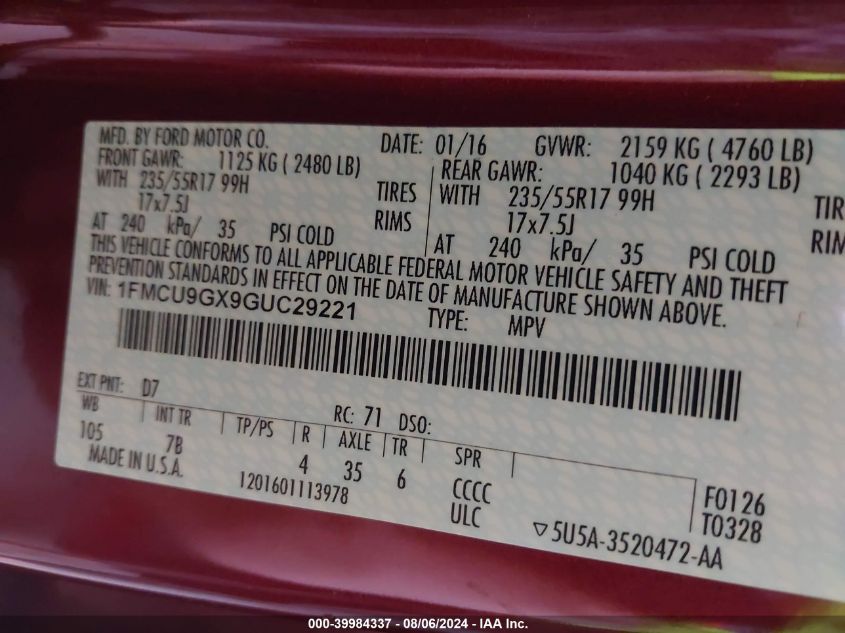 MFD. BY FORD MOTOR CO. DATE: 01/16 GVWR: 2159 KG ( 4760 LB)
FRONT GAWR: 1125 KG ( 2480 LB) REAR GAWR: 1040 KG ( 2293 LB)
WITH 235/55R17 99H TIRES WITH 235/55R17 99H TIR
17x7.5J RIMS 17x7.5J RIM
AT 240 kPa/ 35 PSI COLD AT 240 kPa/ 35 PSI COLD
THIS VEHICLE CONFORMS TO ALL APPLICABLE FEDERAL MOTOR VEHICLE SAFETY AND THEFT
PREVENTION STANDARDS IN EFFECT ON THE DATE OF MANUFACTURE SHOWN ABOVE.
VIN: 1FMCU9GX9GUC29221 TYPE: MPV
EXT PNT: D7 RC: 71 DSO:
WB INT TR TP/PS R AXLE TR SPR
105 7B 4 35 6 CCCC F0126
MADE IN U.S.A. 1201601113978 ULC T0328
▽5U5A-3520472-AA
000-39984337 - 08/06/2024 - IAA Inc.